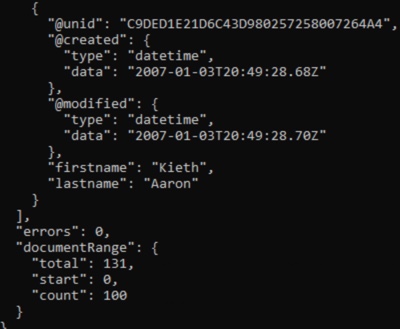 {
"@unid": "C9DED1E21D6C43D980257258007264A4",
"@created": {
"type": "datetime",
"data": "2007-01-03T20:49:28.68Z"
},
"@modified": {
"type": "datetime",
"data": "2007-01-03T20:49:28.70Z"
},
"firstname": "Kieth",
"lastname": "Aaron"
}
],
"errors": 0,
"documentRange": {
"total": 131,
"start": 0,
"count": 100
}
}